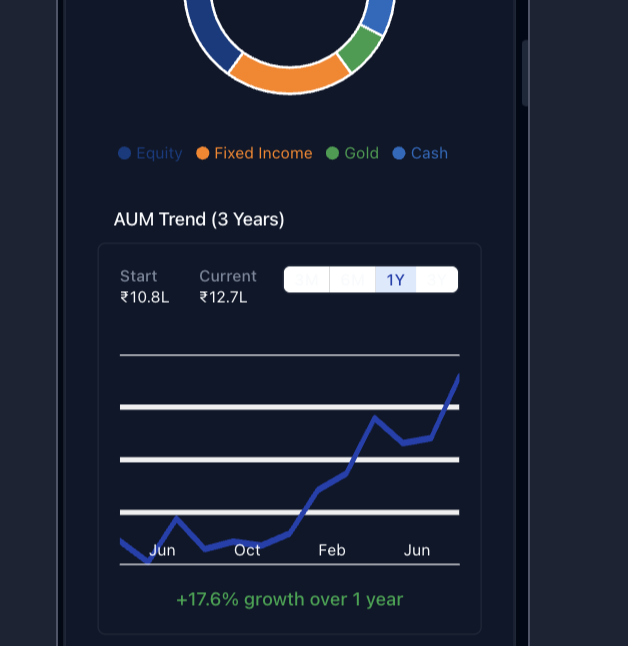 Equity Fixed Income Gold Cash
AUM Trend (3 Years)
Start Current
₹10.8L ₹12.7L
1Y
Jun Oct Feb Jun
+17.6% growth over 1 year